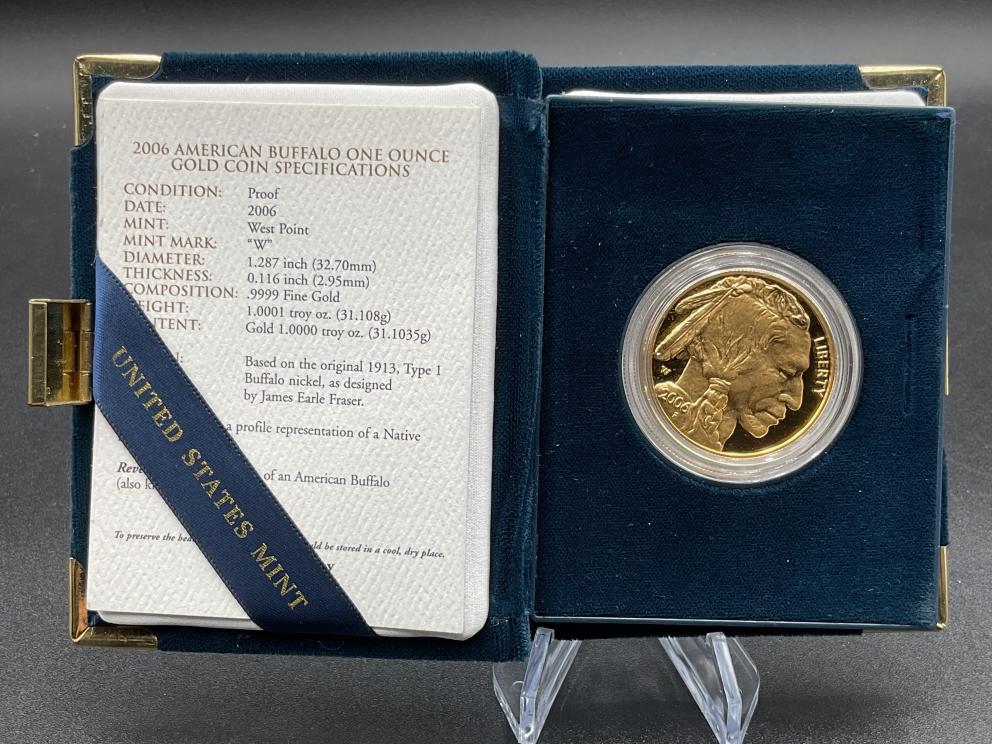 2006 AMERICAN BUFFALO ONE OUNCE
GOLD COIN SPECIFICATIONS
CONDITION: Proof
DATE: 2006
MINT: West Point
MINT MARK: “W”
DIAMETER: 1.287 inch (32.70mm)
THICKNESS: 0.116 inch (2.95mm)
COMPOSITION: .9999 Fine Gold
EIGHT: 1.0001 troy oz. (31.108g)
NTENT: Gold 1.0000 troy oz. (31.1035g)
Based on the original 1913, Type 1
Buffalo nickel, as designed
by James Earle Fraser.
a profile representation of a Native
of an American Buffalo
(also
To preserve the ld be stored in a cool, dry place.
UNITED STATES MINT
LIBERTY
W
2006
F